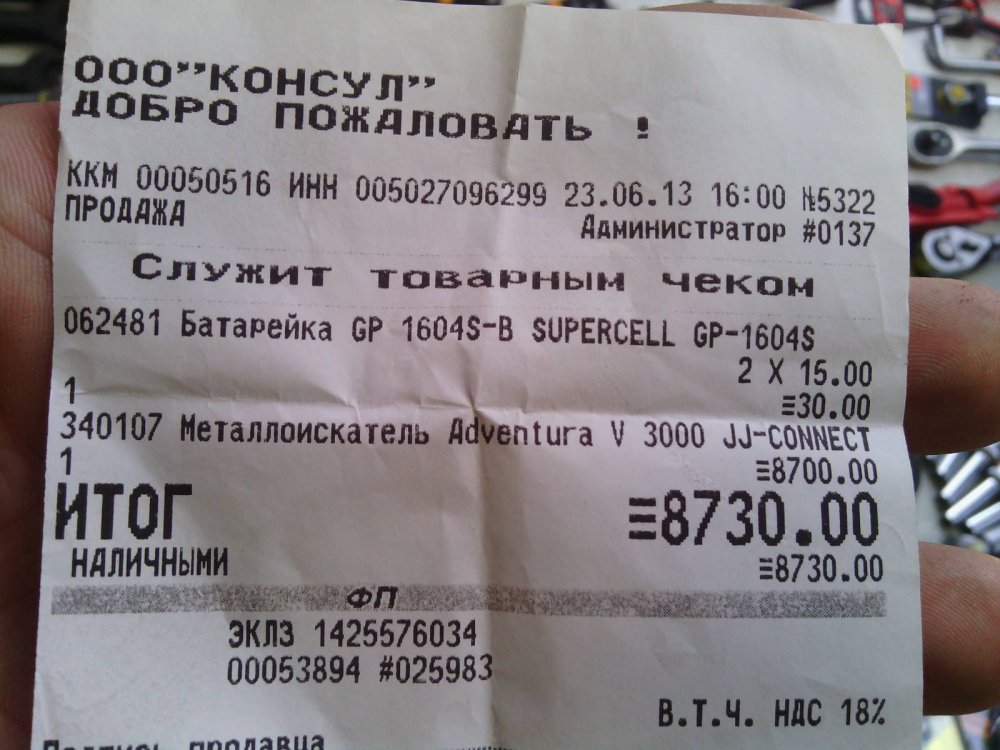 ООО"КОНСУЛ"
ДОБРО ПОЖАЛОВАТЬ !
ККМ 00050516 ИНН 005027096299 23.06.13 16:00 №5322
ПРОДАЖА Администратор #0137
Служит товарным чеком
062481 Батарейка GP 1604S-B SUPERCELL GP-1604S
2 X 15.00
1 ≡30.00
340107 Металлоискатель Adventura V 3000 JJ-CONNECT
1 ≡8700.00
ИТОГ ≡8730.00
НАЛИЧНЫМИ ≡8730.00
ФП
ЭКЛЗ 1425576034
00053894 #025983
В.Т.Ч. НДС 18%
Подпись продавца